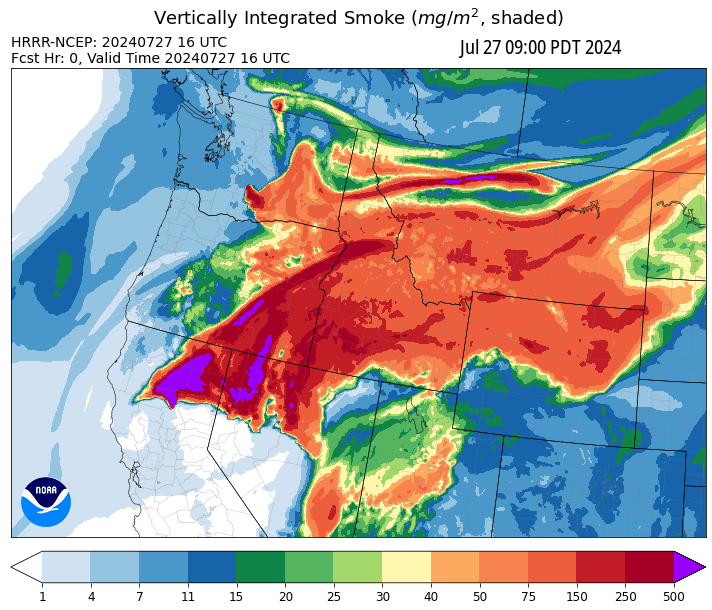 Vertically Integrated Smoke (mg/m², shaded)
HRRR-NCEP: 20240727 16 UTC
Jul 27 09:00 PDT 2024
Fcst Hr: 0, Valid Time 20240727 16 UTC
NOAA
1 4 7 11 15 20 25 30 40 50 75 150 250 500